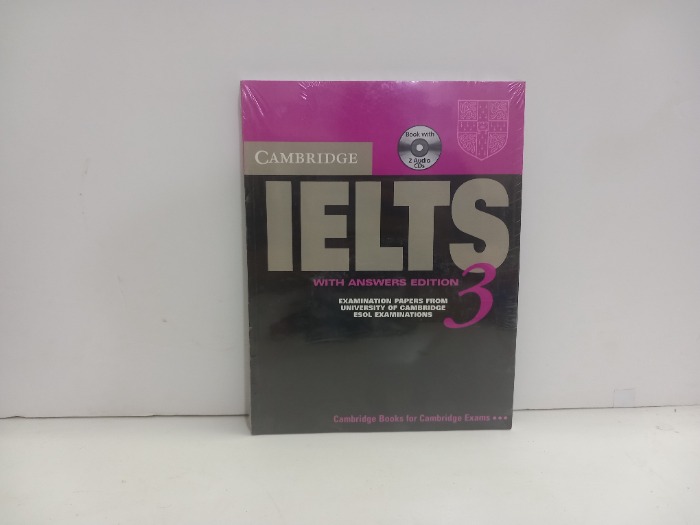 Book with
2 Audio
CDs
CAMBRIDGE
IELTS
WITH ANSWERS EDITION
3
EXAMINATION PAPERS FROM
UNIVERSITY OF CAMBRIDGE
ESOL EXAMINATIONS
Cambridge Books for Cambridge Exams •••